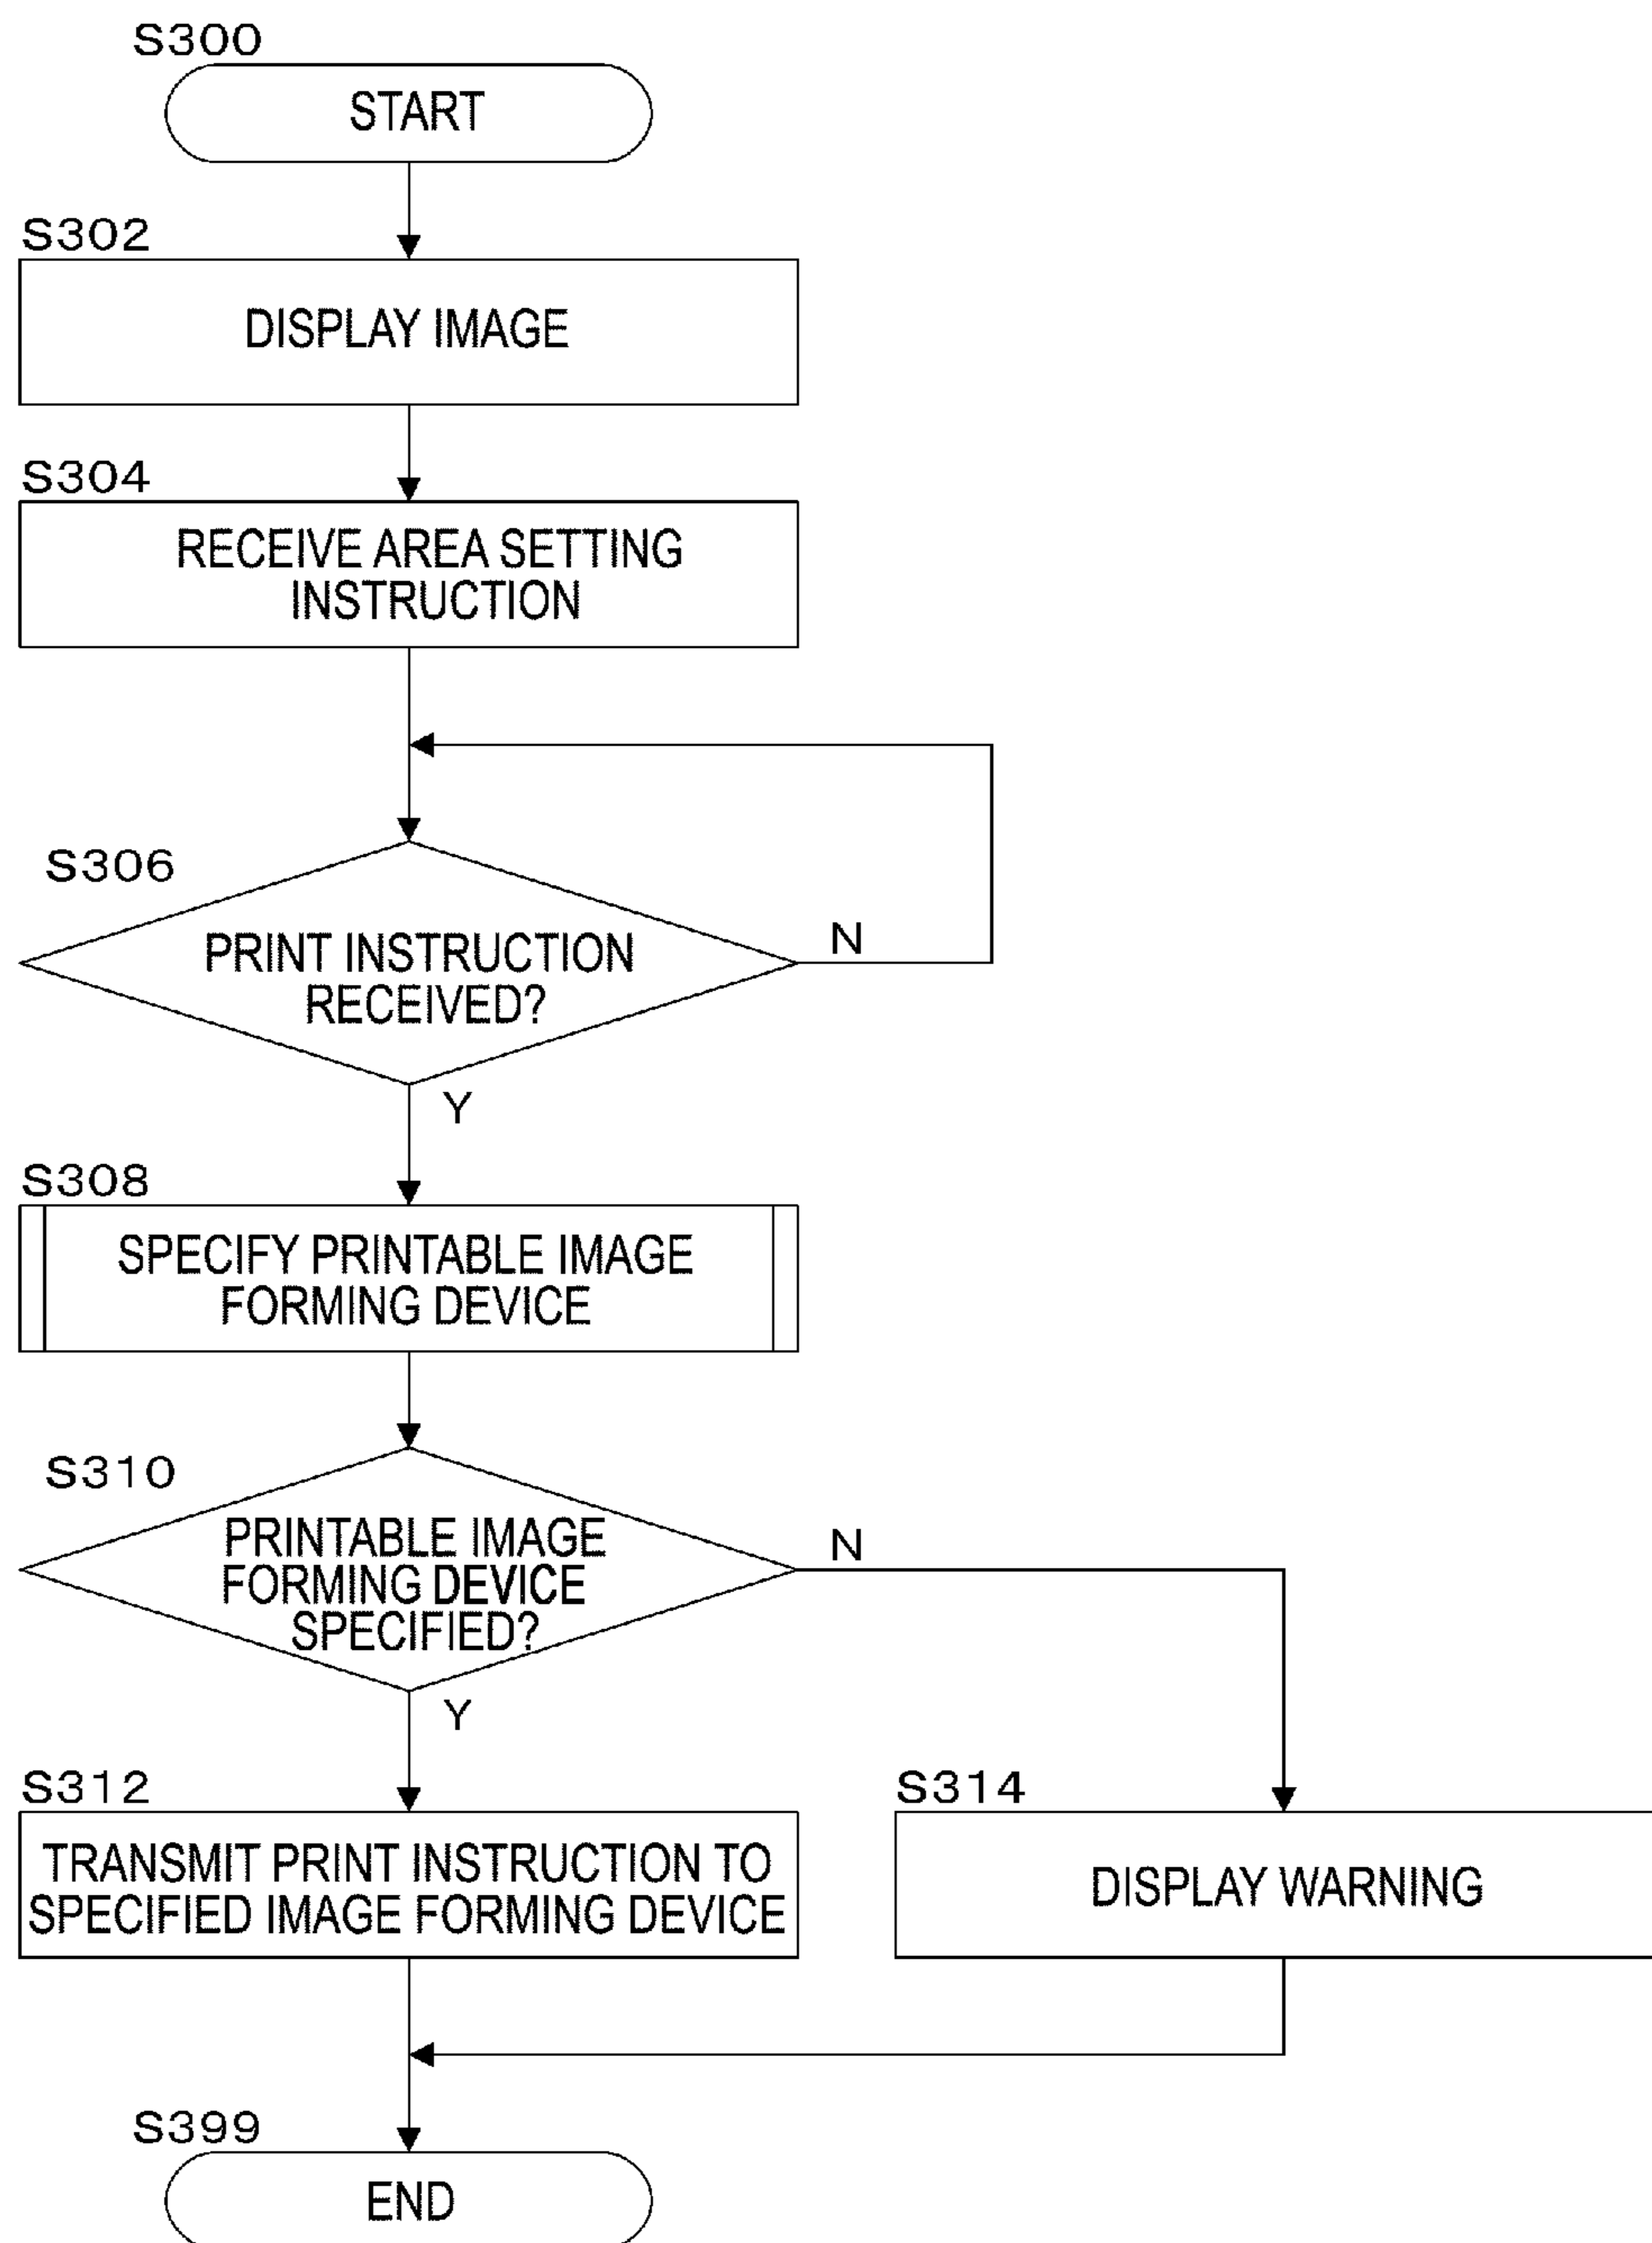 S300
START
S302
DISPLAY IMAGE
S304
RECEIVE AREA SETTING
INSTRUCTION
S306
PRINT INSTRUCTION
RECEIVED?
N
Y
S308
SPECIFY PRINTABLE IMAGE
FORMING DEVICE
S310
PRINTABLE IMAGE
FORMING DEVICE
SPECIFIED?
N
Y
S312
TRANSMIT PRINT INSTRUCTION TO
SPECIFIED IMAGE FORMING DEVICE
S314
DISPLAY WARNING
S399
END